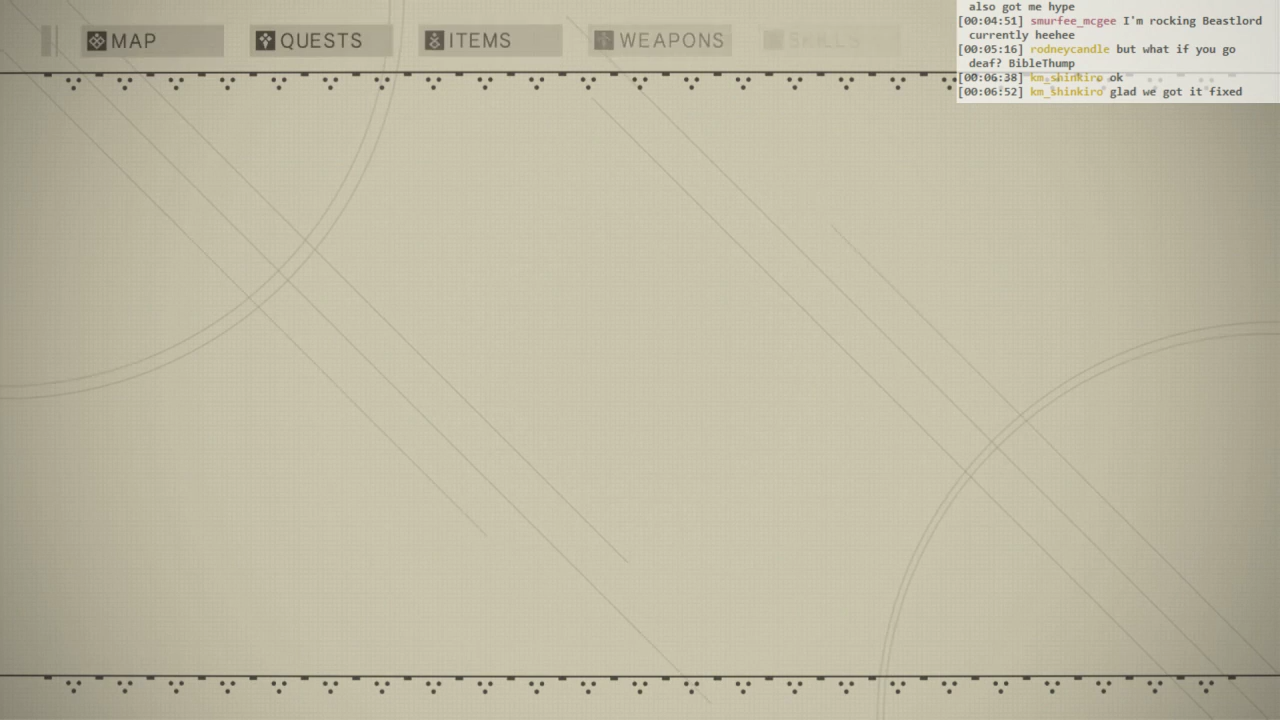 MAP
QUESTS
ITEMS
WEAPONS
SKILLS
also got me hype
[00:04:51] smurfee_mcgee I'm rocking Beastlord
currently heehee
[00:05:16] rodneycandle but what if you go
deaf? BibleThump
[00:06:38] km_shinkiro ok
[00:06:52] km_shinkiro glad we got it fixed